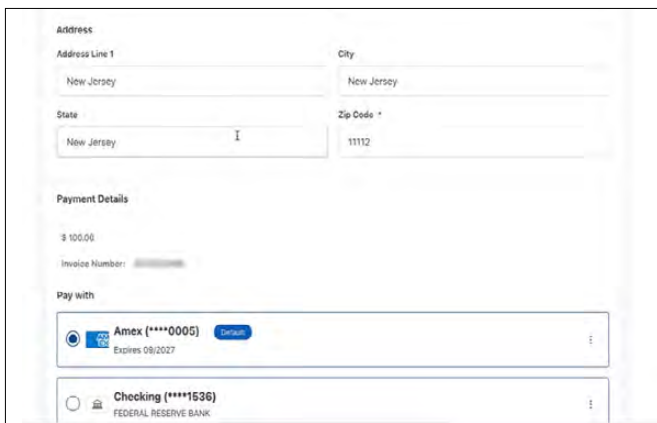 Address
Address Line 1 City
New Jersey New Jersey
State Zip Code *
New Jersey 11112
Payment Details
$ 100.00
Invoice Number:
Pay with
Amex (****0005) Default
Expires 09/2027
Checking (****1536)
FEDERAL RESERVE BANK